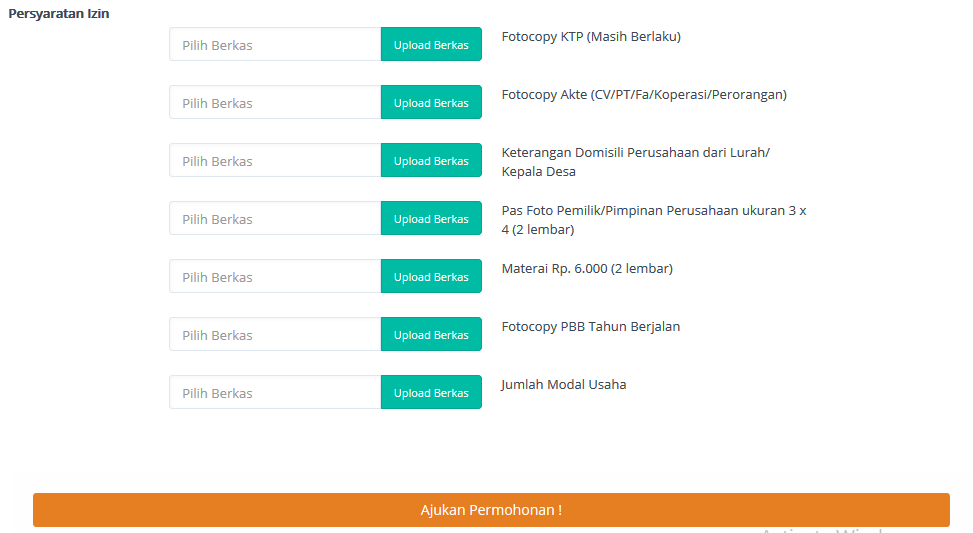 Persyaratan Izin
Pilih Berkas Upload Berkas Fotocopy KTP (Masih Berlaku)
Pilih Berkas Upload Berkas Fotocopy Akte (CV/PT/Fa/Koperasi/Perorangan)
Pilih Berkas Upload Berkas Keterangan Domisili Perusahaan dari Lurah/
Kepala Desa
Pilih Berkas Upload Berkas Pas Foto Pemilik/Pimpinan Perusahaan ukuran 3 x
4 (2 lembar)
Pilih Berkas Upload Berkas Materai Rp. 6.000 (2 lembar)
Pilih Berkas Upload Berkas Fotocopy PBB Tahun Berjalan
Pilih Berkas Upload Berkas Jumlah Modal Usaha
Ajukan Permohonan !